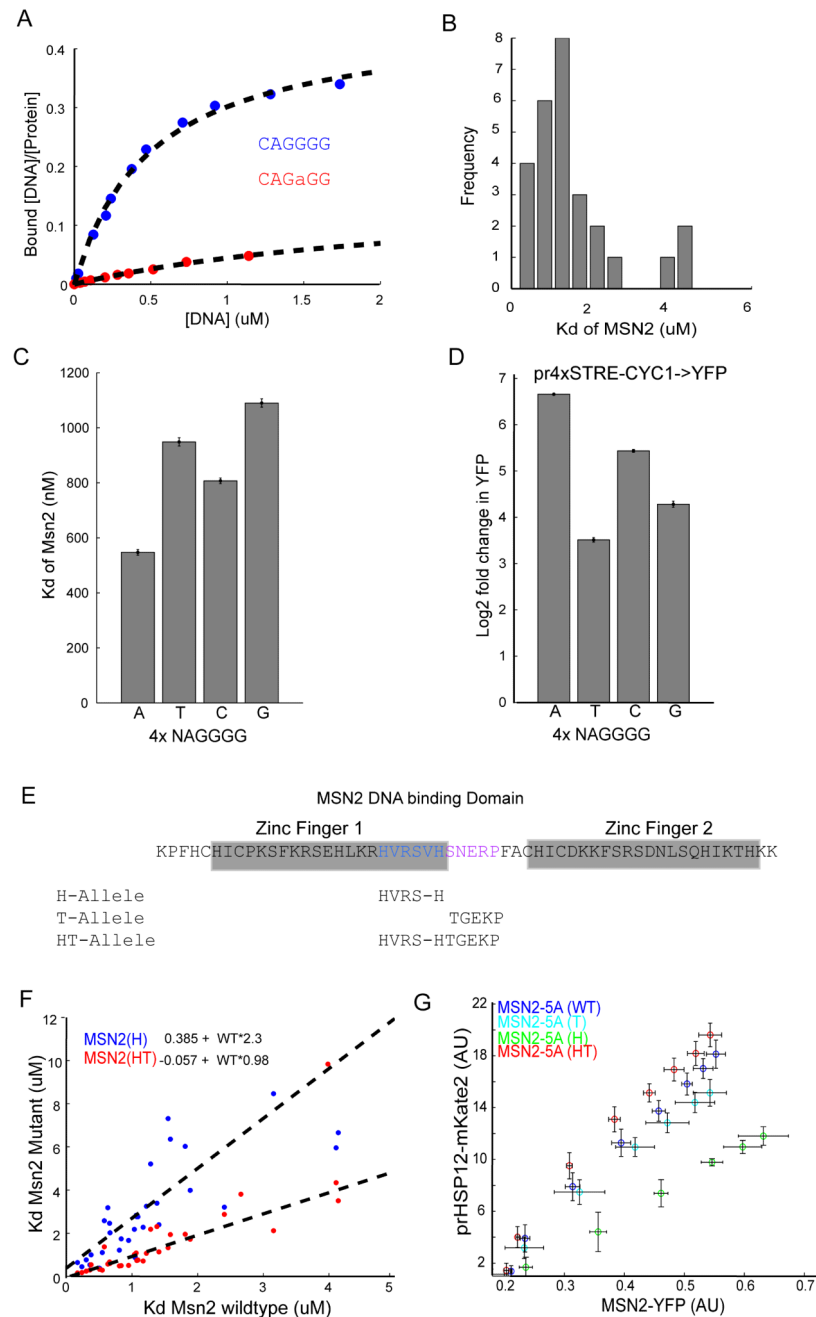 A
0.4
0.3
0.2
0.1
0
Bound [DNA]/[Protein]
CAGGGG
CAGaGG
0 0.5 1 1.5 2
[DNA] (uM)
B
8
7
6
5
4
3
2
1
0
Frequency
0 2 4 6
Kd of MSN2 (uM)
C
1200
1000
800
600
400
200
0
Kd of Msn2 (nM)
A T C G
4x NAGGGG
D
pr4xSTRE-CYC1->YFP
7
6
5
4
3
2
1
0
Log2 fold change in YFP
A T C G
4x NAGGGG
E
MSN2 DNA binding Domain
Zinc Finger 1 Zinc Finger 2
KPFHCHICPKSFKRSEHLKRHVRSVHSNERPFACHICDKKFSRSDNLSQHIKTHKK
H-Allele HVRS-H
T-Allele TGEKP
HT-Allele HVRS-HTGEKP
F
12
10
8
6
4
2
0
Kd Msn2 Mutant (uM)
MSN2(H) 0.385 + WT*2.3
MSN2(HT) -0.057 + WT*0.98
0 1 2 3 4 5
Kd Msn2 wildtype (uM)
G
MSN2-5A (WT)
MSN2-5A (T)
MSN2-5A (H)
MSN2-5A (HT)
22
18
14
10
6
2
prHSP12-mKate2 (AU)
0.2 0.3 0.4 0.5 0.6 0.7
MSN2-YFP (AU)